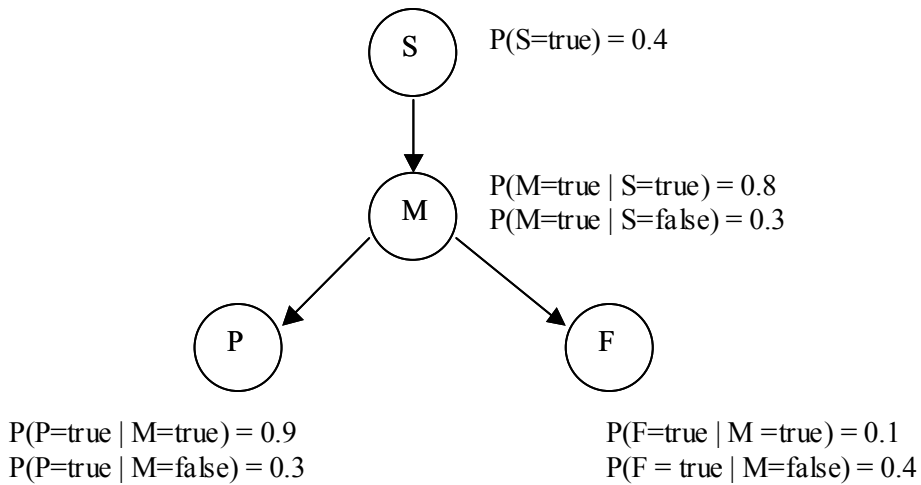 S
P(S=true) = 0.4
M
P(M=true | S=true) = 0.8
P(M=true | S=false) = 0.3
P
F
P(P=true | M=true) = 0.9
P(P=true | M=false) = 0.3
P(F=true | M =true) = 0.1
P(F = true | M=false) = 0.4